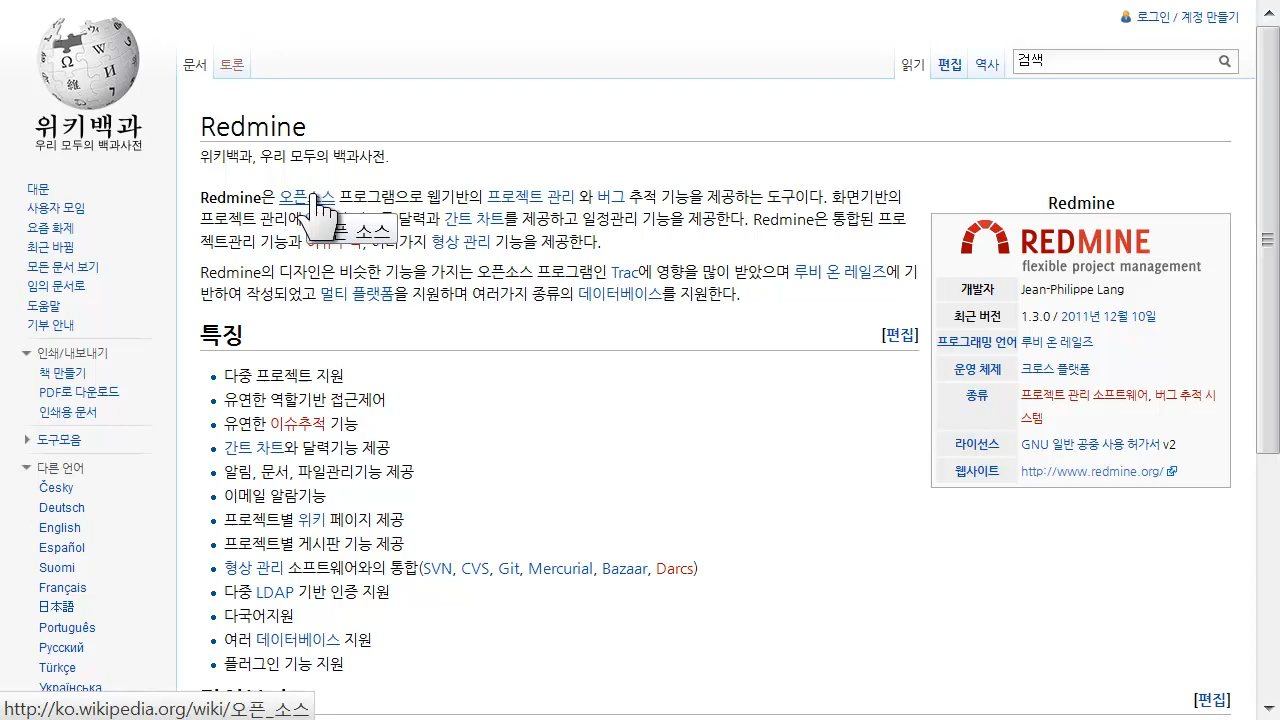 로그인 / 계정 만들기
위키백과
우리 모두의 백과사전
문서
토론
읽기
편집
역사
검색
대문
사용자 모임
요즘 화제
최근 바뀜
모든 문서 보기
임의 문서로
도움말
기부 안내
인쇄/내보내기
책 만들기
PDF로 다운로드
인쇄용 문서
도구모음
다른 언어
Česky
Deutsch
English
Español
Suomi
Français
日本語
Português
Русский
Türkçe
Українська
Redmine
위키백과, 우리 모두의 백과사전.
Redmine은 오픈 소스 프로그램으로 웹기반의 프로젝트 관리 와 버그 추적 기능을 제공하는 도구이다. 화면기반의
프로젝트 관리에 달력과 간트 차트를 제공하고 일정관리 기능을 제공한다. Redmine은 통합된 프로
젝트관리 기능과 형상 관리 기능을 제공한다.
소스
Redmine의 디자인은 비슷한 기능을 가지는 오픈소스 프로그램인 Trac에 영향을 많이 받았으며 루비 온 레일즈에 기
반하여 작성되었고 멀티 플랫폼을 지원하며 여러가지 종류의 데이터베이스를 지원한다.
특징
[편집]
다중 프로젝트 지원
유연한 역할기반 접근제어
유연한 이슈추적 기능
간트 차트와 달력기능 제공
알림, 문서, 파일관리기능 제공
이메일 알람기능
프로젝트별 위키 페이지 제공
프로젝트별 게시판 기능 제공
형상 관리 소프트웨어와의 통합(SVN, CVS, Git, Mercurial, Bazaar, Darcs)
다중 LDAP 기반 인증 지원
다국어지원
여러 데이터베이스 지원
플러그인 기능 지원
[편집]
Redmine
REDMINE
flexible project management
개발자 Jean-Philippe Lang
최근 버전 1.3.0 / 2011년 12월 10일
프로그래밍 언어 루비 온 레일즈
운영 체제 크로스 플랫폼
종류 프로젝트 관리 소프트웨어, 버그 추적 시
스템
라이선스 GNU 일반 공중 사용 허가서 v2
웹사이트 http://www.redmine.org/
http://ko.wikipedia.org/wiki/오픈_소스